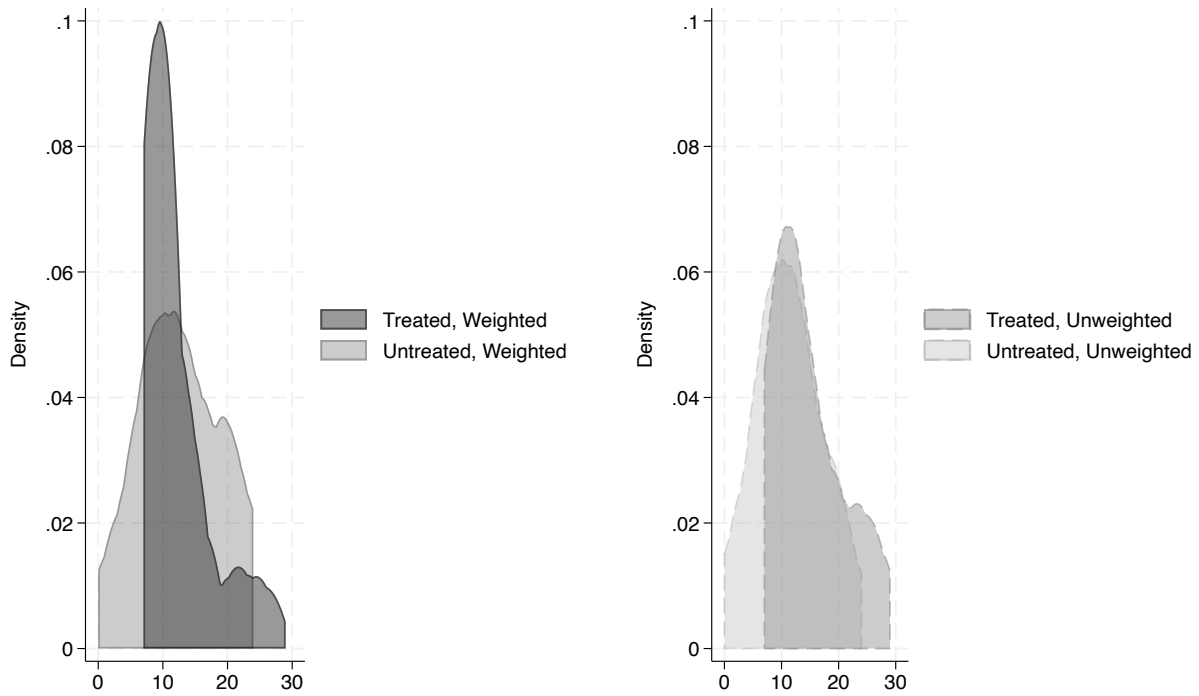 .1
.08
.06
.04
.02
0
Density
0 10 20 30
Treated, Weighted
Untreated, Weighted
.1
.08
.06
.04
.02
0
Density
0 10 20 30
Treated, Unweighted
Untreated, Unweighted